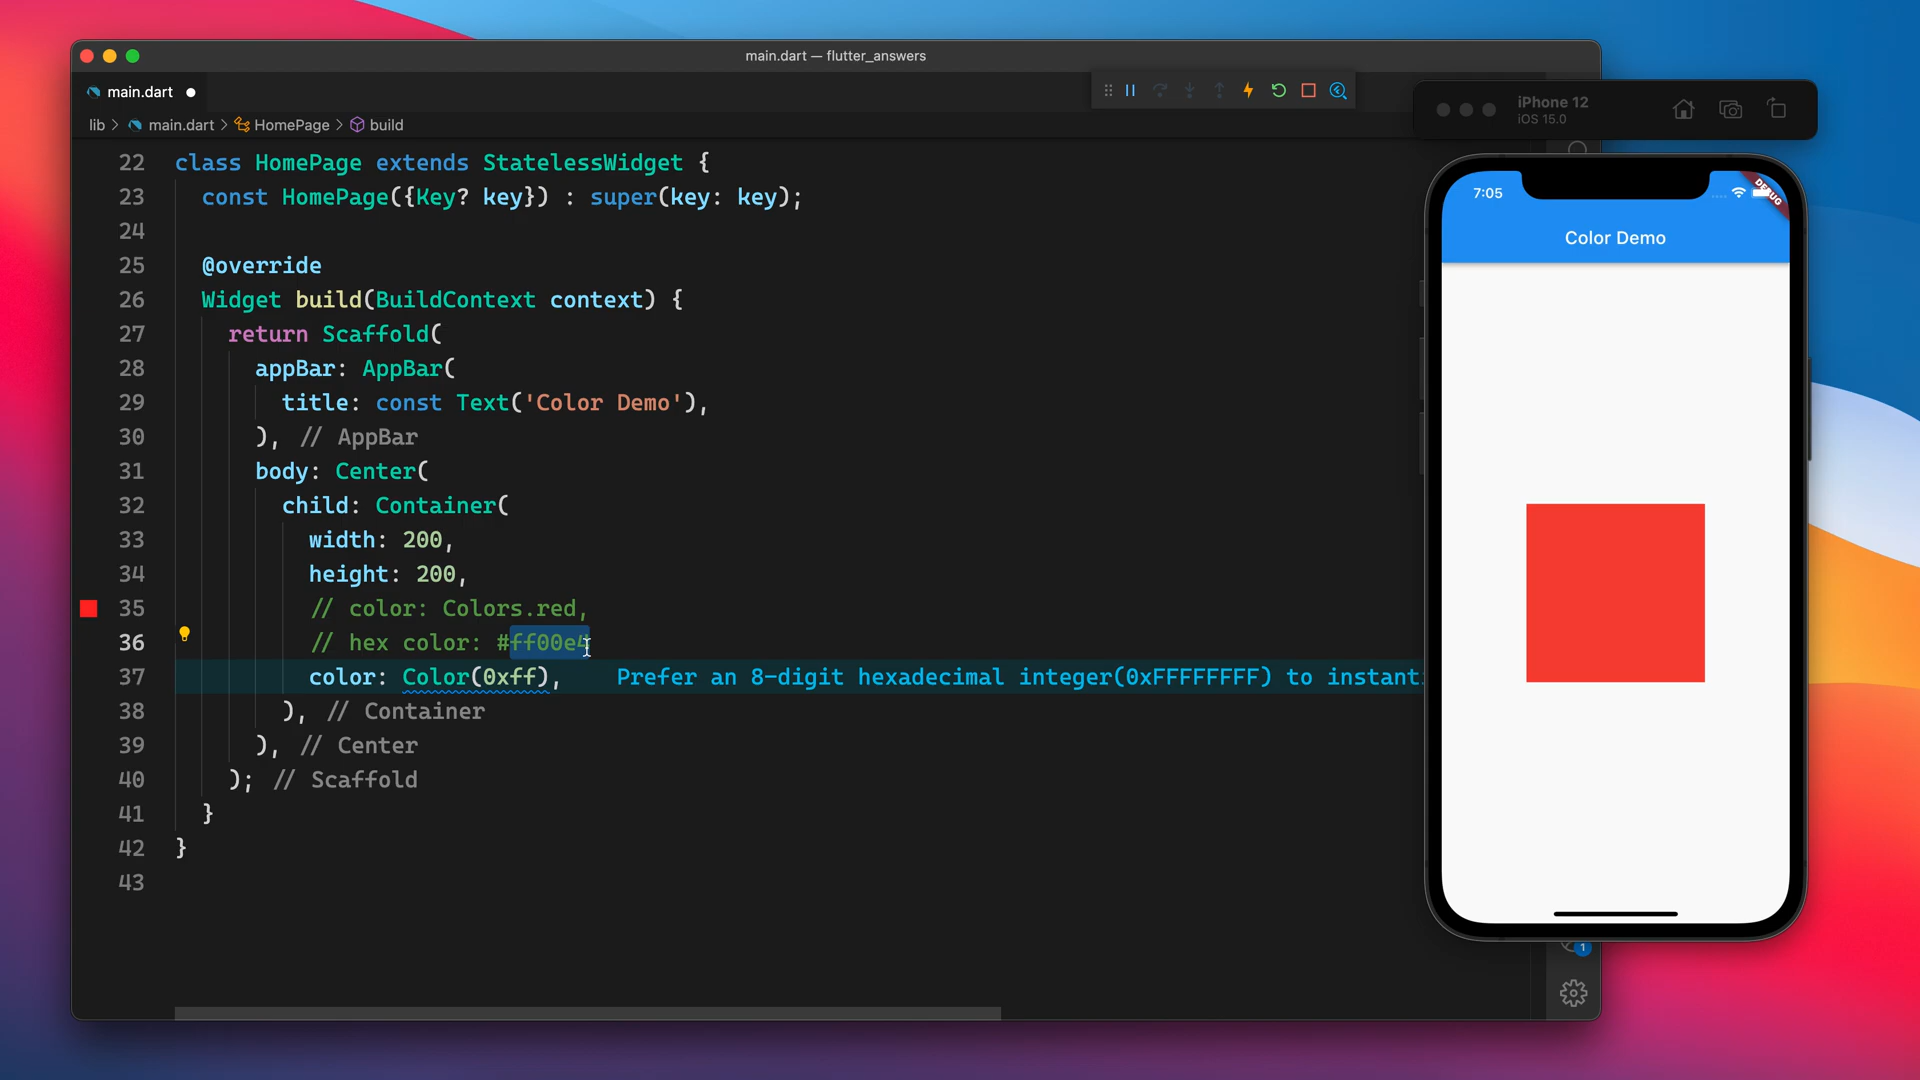 main.dart — flutter_answers
main.dart
lib > main.dart > HomePage > build
22 class HomePage extends StatelessWidget {
23 const HomePage({Key? key}) : super(key: key);
24
25 @override
26 Widget build(BuildContext context) {
27 return Scaffold(
28 appBar: AppBar(
29 title: const Text('Color Demo'),
30 ), // AppBar
31 body: Center(
32 child: Container(
33 width: 200,
34 height: 200,
35 // color: Colors.red,
36 // hex color: #ff00e4
37 color: Color(0xff), Prefer an 8-digit hexadecimal integer(0xFFFFFFFF) to instant
38 ), // Container
39 ), // Center
40 ); // Scaffold
41 }
42 }
43
iPhone 12
iOS 15.0
7:05
DEBUG
Color Demo
1